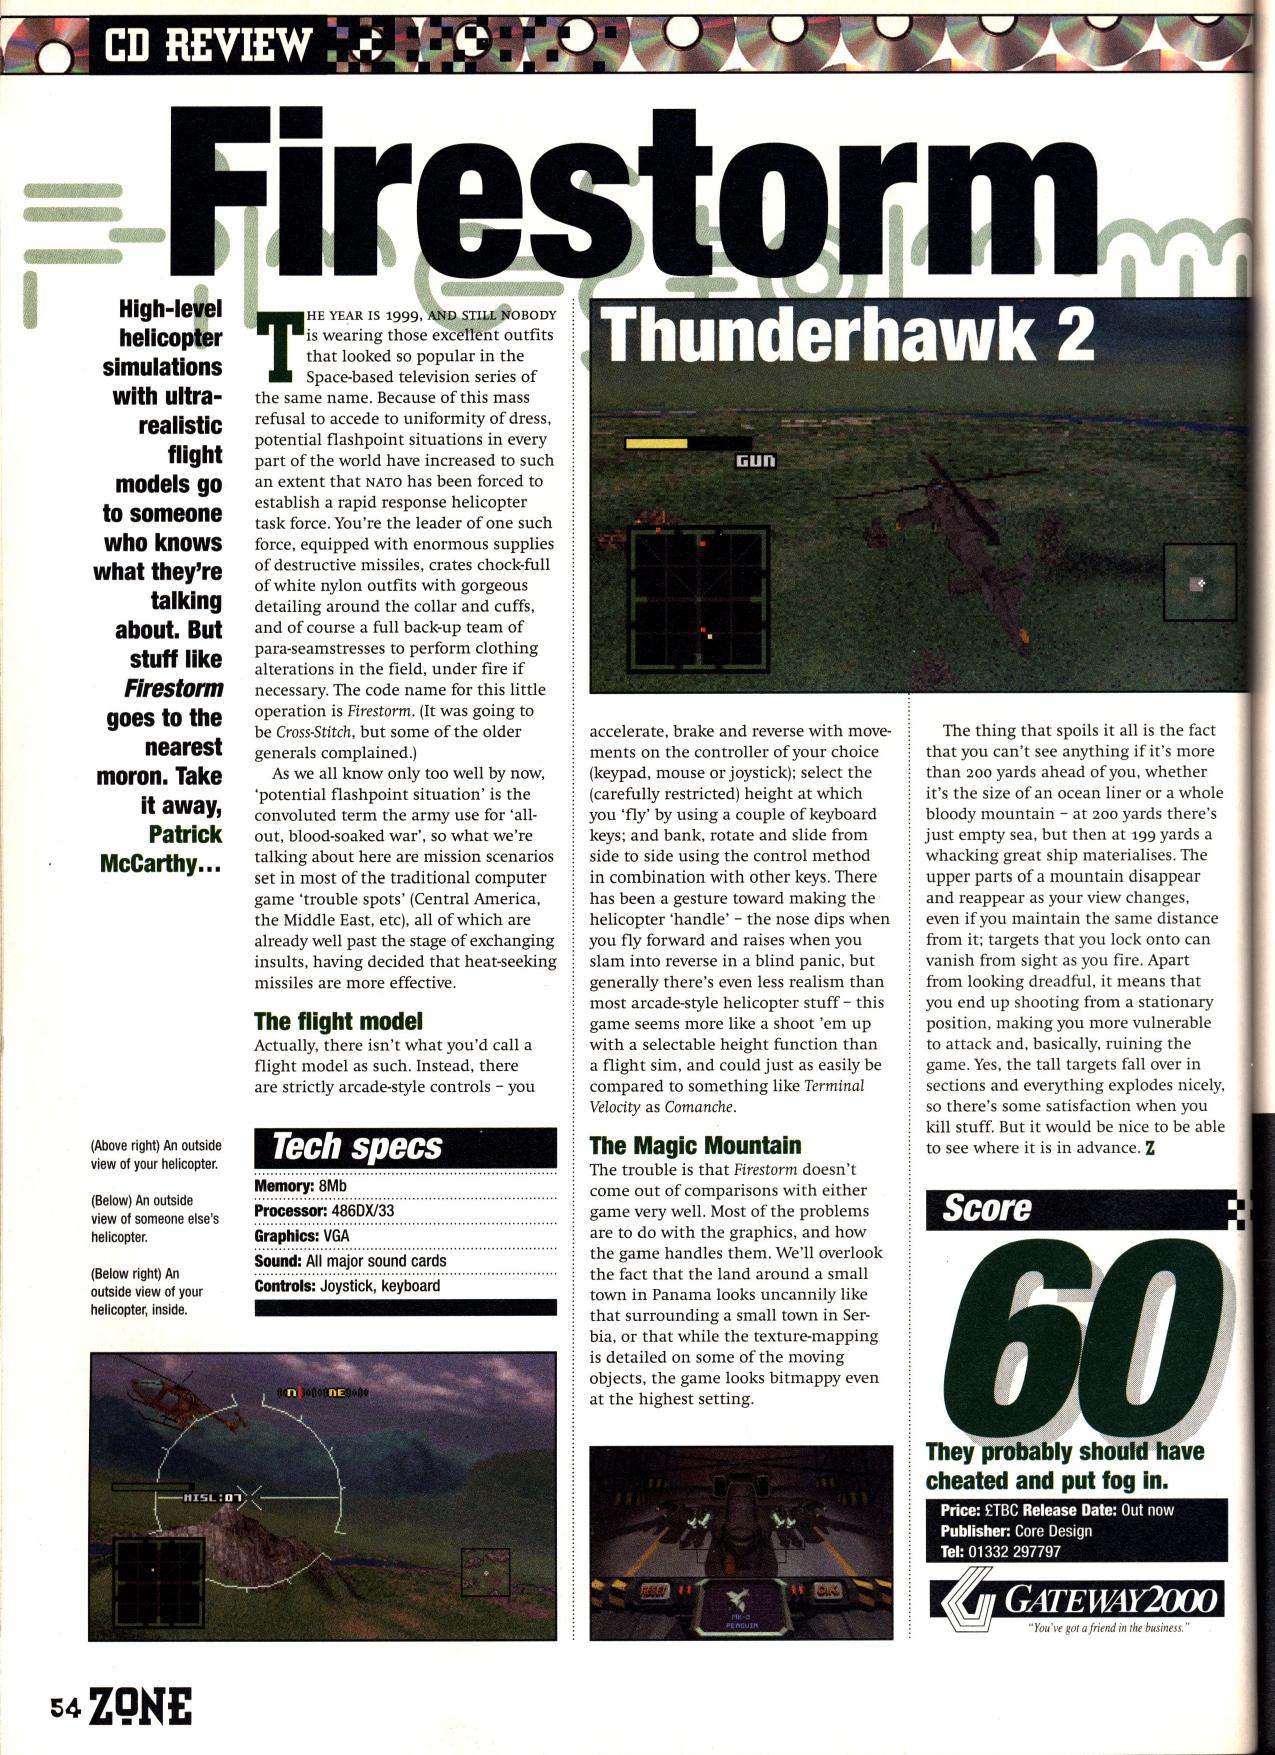 CD REVIEW
Firestorm
High-level
helicopter
simulations
with ultra-
realistic
flight
models go
to someone
who knows
what they're
talking
about. But
stuff like
Firestorm
goes to the
nearest
moron. Take
it away,
Patrick
McCarthy...
THE YEAR IS 1999, AND STILL NOBODY
is wearing those excellent outfits
that looked so popular in the
Space-based television series of
the same name. Because of this mass
refusal to accede to uniformity of dress,
potential flashpoint situations in every
part of the world have increased to such
an extent that NATO has been forced to
establish a rapid response helicopter
task force. You're the leader of one such
force, equipped with enormous supplies
of destructive missiles, crates chock-full
of white nylon outfits with gorgeous
detailing around the collar and cuffs,
and of course a full back-up team of
para-seamstresses to perform clothing
alterations in the field, under fire if
necessary. The code name for this little
operation is Firestorm. (It was going to
be Cross-Stitch, but some of the older
generals complained.)
As we all know only too well by now,
'potential flashpoint situation' is the
convoluted term the army use for 'all-
out, blood-soaked war', so what we're
talking about here are mission scenarios
set in most of the traditional computer
game 'trouble spots' (Central America,
the Middle East, etc), all of which are
already well past the stage of exchanging
insults, having decided that heat-seeking
missiles are more effective.
The flight model
Actually, there isn't what you'd call a
flight model as such. Instead, there
are strictly arcade-style controls – you
Thunderhawk 2
GUN
accelerate, brake and reverse with move-
ments on the controller of your choice
(keypad, mouse or joystick); select the
(carefully restricted) height at which
you 'fly' by using a couple of keyboard
keys; and bank, rotate and slide from
side to side using the control method
in combination with other keys. There
has been a gesture toward making the
helicopter 'handle' – the nose dips when
you fly forward and raises when you
slam into reverse in a blind panic, but
generally there's even less realism than
most arcade-style helicopter stuff – this
game seems more like a shoot 'em up
with a selectable height function than
a flight sim, and could just as easily be
compared to something like Terminal
Velocity as Comanche.
The Magic Mountain
The trouble is that Firestorm doesn't
come out of comparisons with either
game very well. Most of the problems
are to do with the graphics, and how
the game handles them. We'll overlook
the fact that the land around a small
town in Panama looks uncannily like
that surrounding a small town in Ser-
bia, or that while the texture-mapping
is detailed on some of the moving
objects, the game looks bitmappy even
at the highest setting.
The thing that spoils it all is the fact
that you can't see anything if it's more
than 200 yards ahead of you, whether
it's the size of an ocean liner or a whole
bloody mountain – at 200 yards there's
just empty sea, but then at 199 yards a
whacking great ship materialises. The
upper parts of a mountain disappear
and reappear as your view changes,
even if you maintain the same distance
from it; targets that you lock onto can
vanish from sight as you fire. Apart
from looking dreadful, it means that
you end up shooting from a stationary
position, making you more vulnerable
to attack and, basically, ruining the
game. Yes, the tall targets fall over in
sections and everything explodes nicely,
so there's some satisfaction when you
kill stuff. But it would be nice to be able
to see where it is in advance. Z
(Above right) An outside
view of your helicopter.
(Below) An outside
view of someone else's
helicopter.
(Below right) An
outside view of your
helicopter, inside.
Tech specs
Memory: 8Mb
Processor: 486DX/33
Graphics: VGA
Sound: All major sound cards
Controls: Joystick, keyboard
N NE
MISL:07
RESET OK
MK-0
PENGUIN
Score
60
They probably should have
cheated and put fog in.
Price: £TBC Release Date: Out now
Publisher: Core Design
Tel: 01332 297797
GATEWAY2000
"You've got a friend in the business."
54 ZONE